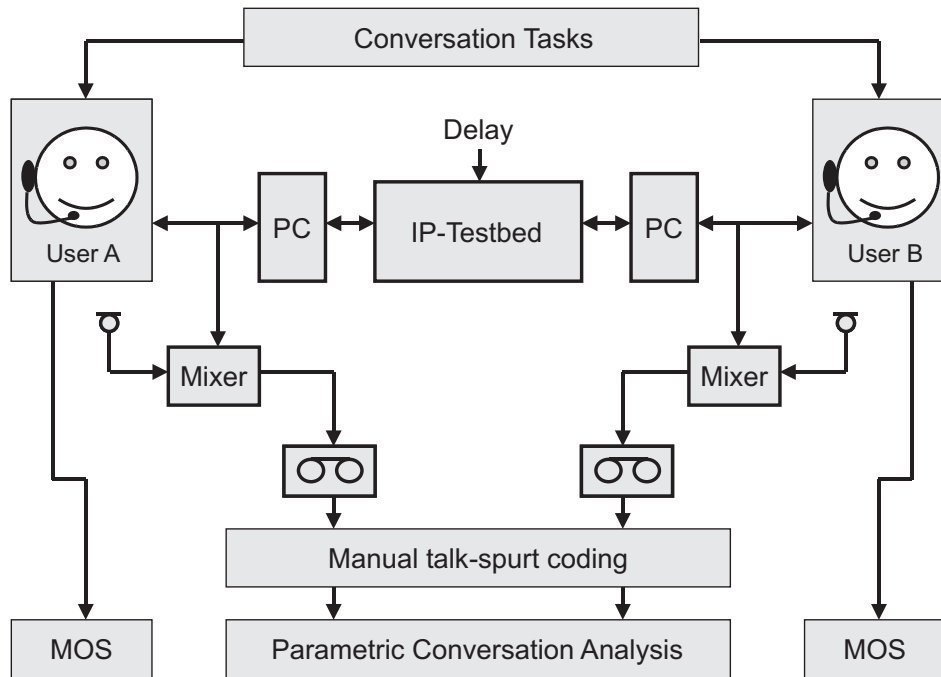 Conversation Tasks
Delay
User A
PC
IP-Testbed
PC
User B
Mixer
Mixer
Manual talk-spurt coding
MOS
Parametric Conversation Analysis
MOS